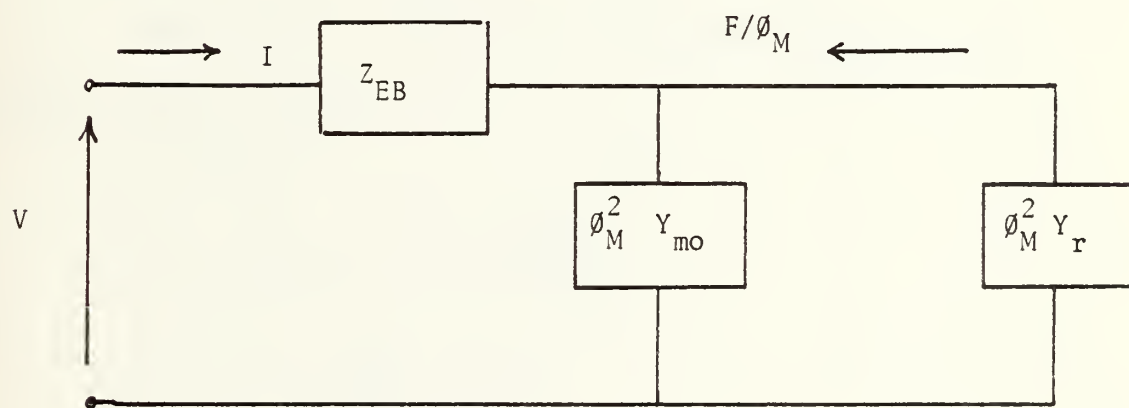 F/Ø_M
I
Z_EB
V
Ø_M^2 Y_mo
Ø_M^2 Y_r